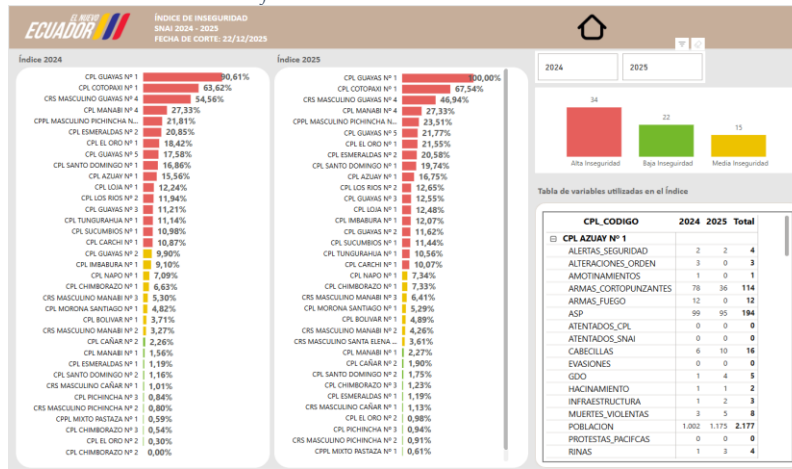 EL NUEVO
ECUADOR
ÍNDICE DE INSEGURIDAD
SNAI 2024 - 2025
FECHA DE CORTE: 22/12/2025
Índice 2024
CPL GUAYAS Nº 1 90,61%
CPL COTOPAXI Nº 1 63,62%
CRS MASCULINO GUAYAS Nº 4 54,56%
CPL MANABI Nº 4 27,33%
CPPL MASCULINO PICHINCHA N... 21,81%
CPL ESMERALDAS Nº 2 20,85%
CPL EL ORO Nº 1 18,42%
CPL GUAYAS Nº 5 17,58%
CPL SANTO DOMINGO Nº 1 16,86%
CPL AZUAY Nº 1 15,56%
CPL LOJA Nº 1 12,24%
CPL LOS RIOS Nº 2 11,94%
CPL GUAYAS Nº 3 11,21%
CPL TUNGURAHUA Nº 1 11,14%
CPL SUCUMBIOS Nº 1 10,98%
CPL CARCHI Nº 1 10,87%
CPL GUAYAS Nº 2 9,90%
CPL IMBABURA Nº 1 9,10%
CPL NAPO Nº 1 7,09%
CPL CHIMBORAZO Nº 1 6,63%
CRS MASCULINO MANABI Nº 3 5,30%
CPL MORONA SANTIAGO Nº 1 4,82%
CPL BOLIVAR Nº 1 3,71%
CRS MASCULINO MANABI Nº 2 3,27%
CPL CAÑAR Nº 2 2,26%
CPL MANABI Nº 1 1,56%
CPL ESMERALDAS Nº 1 1,19%
CPL SANTO DOMINGO Nº 2 1,16%
CRS MASCULINO CAÑAR Nº 1 1,01%
CPL PICHINCHA Nº 3 0,84%
CRS MASCULINO PICHINCHA Nº 2 0,80%
CPPL MIXTO PASTAZA Nº 1 0,59%
CPL CHIMBORAZO Nº 3 0,54%
CPL EL ORO Nº 2 0,30%
CPL CHIMBORAZO Nº 2 0,00%
Índice 2025
CPL GUAYAS Nº 1 100,00%
CPL COTOPAXI Nº 1 67,54%
CRS MASCULINO GUAYAS Nº 4 46,94%
CPL MANABI Nº 4 27,33%
CPPL MASCULINO PICHINCHA N... 23,51%
CPL GUAYAS Nº 5 21,77%
CPL EL ORO Nº 1 21,55%
CPL ESMERALDAS Nº 2 20,58%
CPL SANTO DOMINGO Nº 1 19,74%
CPL AZUAY Nº 1 16,75%
CPL LOS RIOS Nº 2 12,65%
CPL GUAYAS Nº 3 12,55%
CPL LOJA Nº 1 12,48%
CPL IMBABURA Nº 1 12,07%
CPL GUAYAS Nº 2 11,62%
CPL SUCUMBIOS Nº 1 11,44%
CPL TUNGURAHUA Nº 1 10,56%
CPL CARCHI Nº 1 10,07%
CPL NAPO Nº 1 7,34%
CPL CHIMBORAZO Nº 1 7,33%
CRS MASCULINO MANABI Nº 3 6,41%
CPL MORONA SANTIAGO Nº 1 5,29%
CPL BOLIVAR Nº 1 4,89%
CRS MASCULINO MANABI Nº 2 4,26%
CRS MASCULINO SANTA ELENA ... 3,61%
CPL MANABI Nº 1 2,27%
CPL CAÑAR Nº 2 1,90%
CPL SANTO DOMINGO Nº 2 1,75%
CPL CHIMBORAZO Nº 3 1,23%
CPL ESMERALDAS Nº 1 1,19%
CRS MASCULINO CAÑAR Nº 1 1,13%
CPL EL ORO Nº 2 0,98%
CPL PICHINCHA Nº 3 0,94%
CRS MASCULINO PICHINCHA Nº 2 0,91%
CPPL MIXTO PASTAZA Nº 1 0,61%
2024 2025
34 22 15
Alta Inseguridad Baja Inseguridad Media Inseguridad
Tabla de variables utilizadas en el Índice
CPL_CODIGO 2024 2025 Total
CPL AZUAY Nº 1
ALERTAS_SEGURIDAD 2 2 4
ALTERACIONES_ORDEN 3 0 3
AMOTINAMIENTOS 1 0 1
ARMAS_CORTOPUNZANTES 78 36 114
ARMAS_FUEGO 12 0 12
ASP 99 95 194
ATENTADOS_CPL 0 0 0
ATENTADOS_SNAI 0 0 0
CABECILLAS 6 10 16
EVASIONES 0 0 0
GDO 1 4 5
HACINAMIENTO 1 1 2
INFRAESTRUCTURA 1 2 3
MUERTES_VIOLENTAS 3 5 8
POBLACION 1.002 1.175 2.177
PROTESTAS_PACIFCAS 0 0 0
RINAS 1 3 4